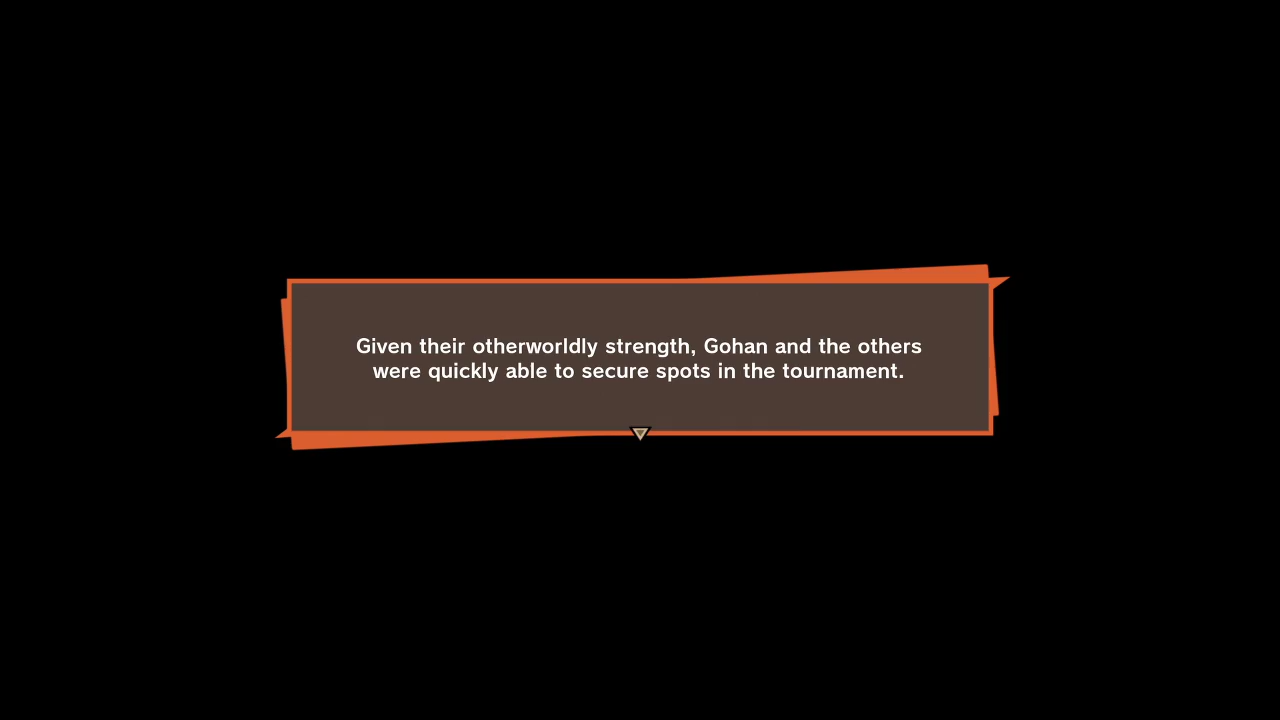 Given their otherworldly strength, Gohan and the others
were quickly able to secure spots in the tournament.